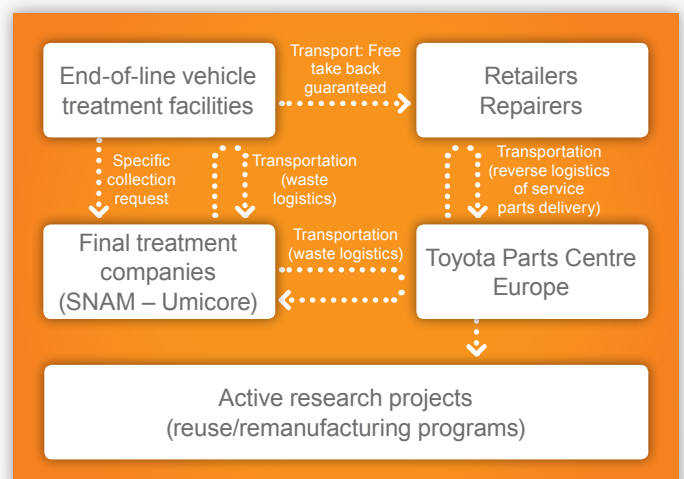 End-of-line vehicle
treatment facilities
Transport: Free
take back
guaranteed
Retailers
Repairers
Specific
collection
request
Transportation
(waste
logistics)
Transportation
(reverse logistics
of service
parts delivery)
Final treatment
companies
(SNAM – Umicore)
Transportation
(waste logistics)
Toyota Parts Centre
Europe
Active research projects
(reuse/remanufacturing programs)